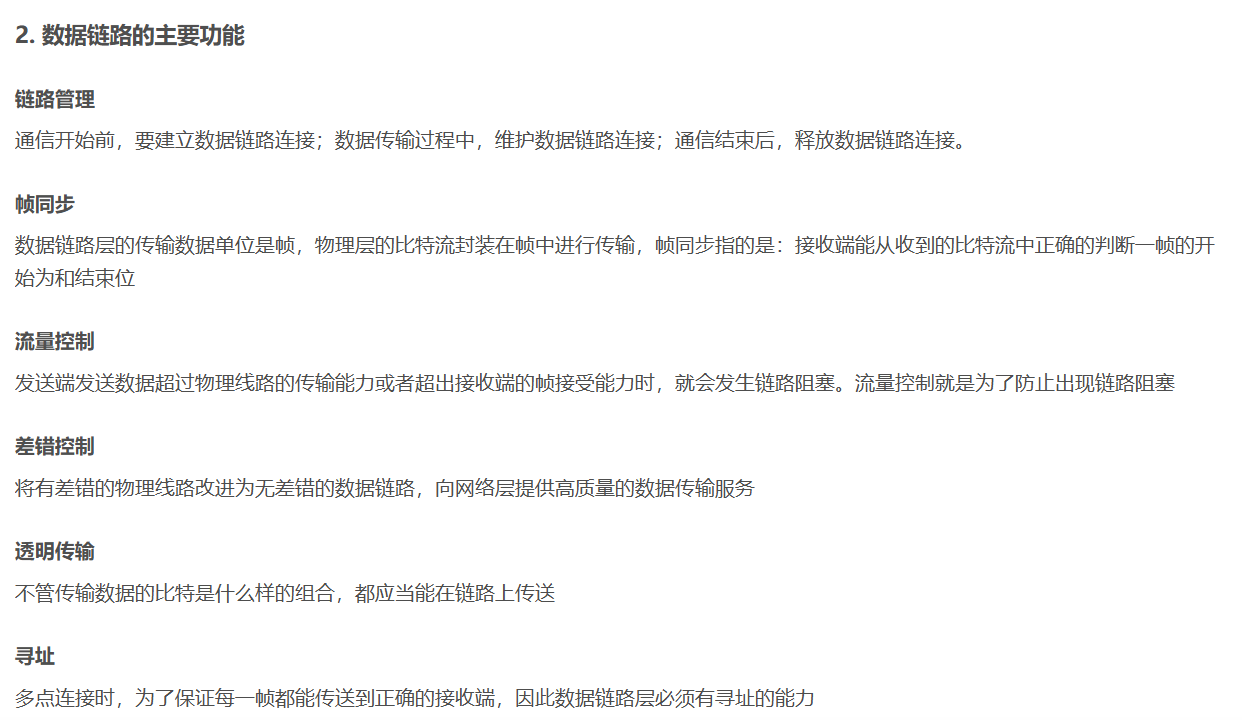 2. 数据链路的主要功能
链路管理
通信开始前，要建立数据链路连接；数据传输过程中，维护数据链路连接；通信结束后，释放数据链路连接。
帧同步
数据链路层的传输数据单位是帧，物理层的比特流封装在帧中进行传输，帧同步指的是：接收端能从收到的比特流中正确的判断一帧的开
始为和结束位
流量控制
发送端发送数据超过物理线路的传输能力或者超出接收端的帧接受能力时，就会发生链路阻塞。流量控制就是为了防止出现链路阻塞
差错控制
将有差错的物理线路改进为无差错的数据链路，向网络层提供高质量的数据传输服务
透明传输
不管传输数据的比特是什么样的组合，都应当能在链路上传送
寻址
多点连接时，为了保证每一帧都能传送到正确的接收端，因此数据链路层必须有寻址的能力